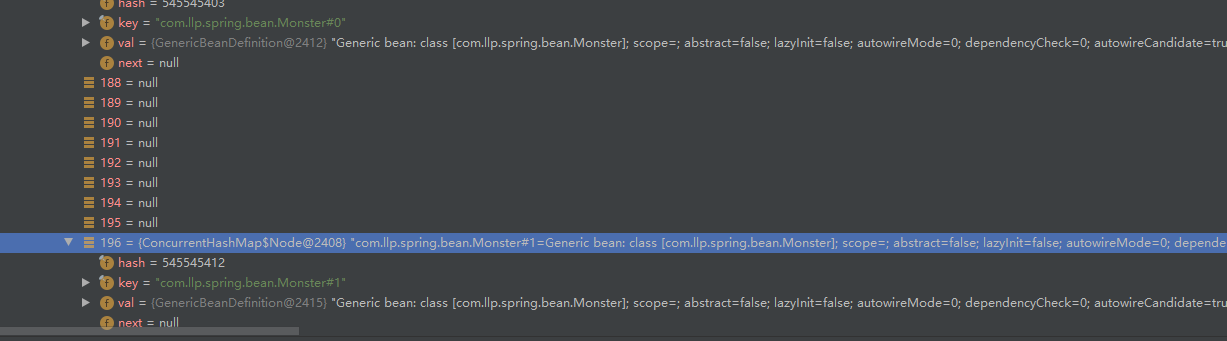 hash = 545545403
key = "com.llp.spring.bean.Monster#0"
val = {GenericBeanDefinition@2412} "Generic bean: class [com.llp.spring.bean.Monster]; scope=; abstract=false; lazyInit=false; autowireMode=0; dependencyCheck=0; autowireCandidate=tru
next = null
188 = null
189 = null
190 = null
191 = null
192 = null
193 = null
194 = null
195 = null
196 = {ConcurrentHashMap$Node@2408} "com.llp.spring.bean.Monster#1=Generic bean: class [com.llp.spring.bean.Monster]; scope=; abstract=false; lazyInit=false; autowireMode=0; depende
hash = 545545412
key = "com.llp.spring.bean.Monster#1"
val = {GenericBeanDefinition@2415} "Generic bean: class [com.llp.spring.bean.Monster]; scope=; abstract=false; lazyInit=false; autowireMode=0; dependencyCheck=0; autowireCandidate=tru
next = null